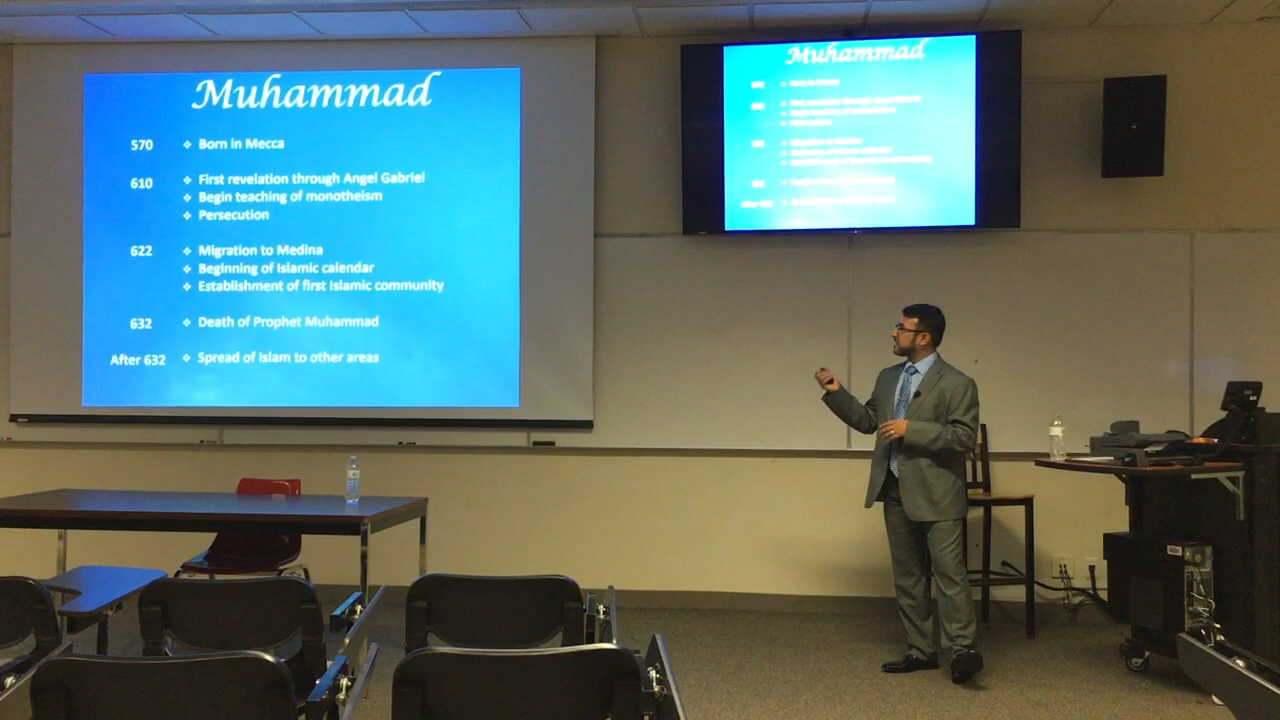 Muhammad
570 ❖ Born in Mecca
610 ❖ First revelation through Angel Gabriel
❖ Begin teaching of monotheism
❖ Persecution
622 ❖ Migration to Medina
❖ Beginning of Islamic calendar
❖ Establishment of first Islamic community
632 ❖ Death of Prophet Muhammad
After 632 ❖ Spread of Islam to other areas
Muhammad